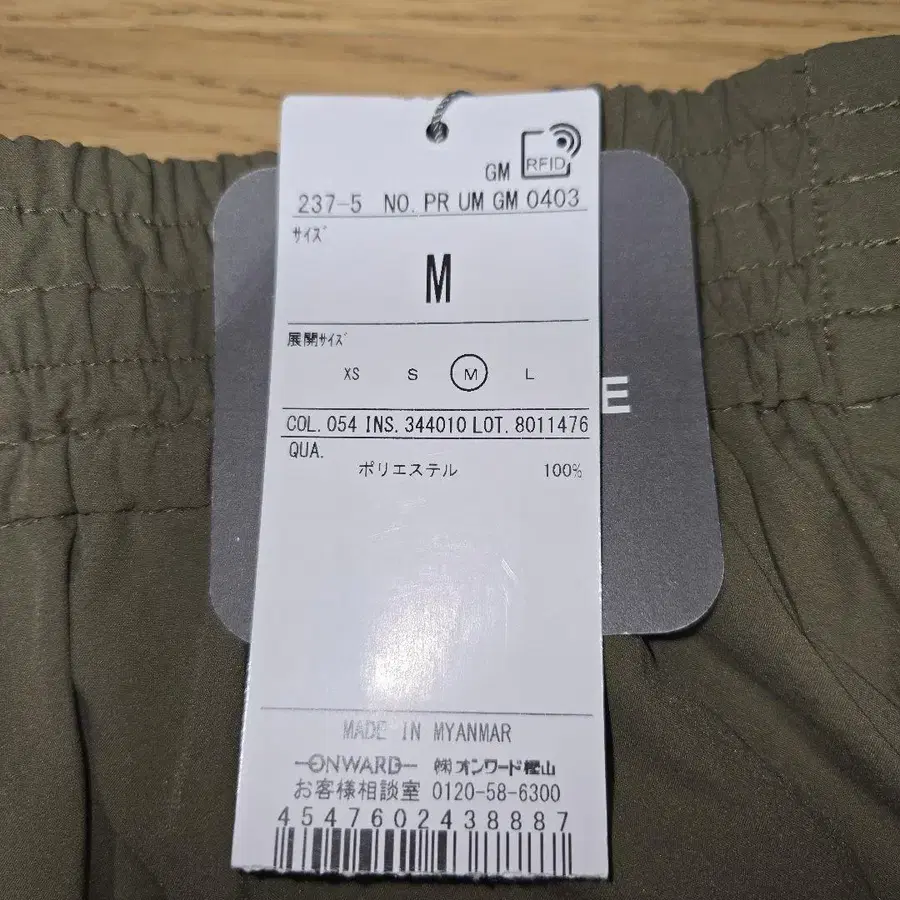 GM RFID
237-5 NO. PR UM GM 0403
サイズ
M
展開サイズ
XS S M L
E
COL. 054 INS. 344010 LOT. 8011476
QUA.
ポリエステル 100%
MADE IN MYANMAR
ONWARD ㈱オンワード樫山
お客様相談室 0120-58-6300
4547602438887